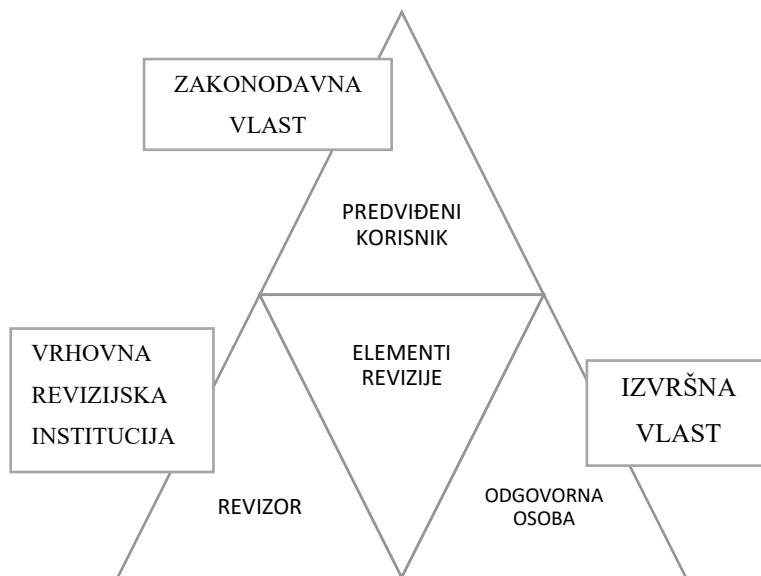 ZAKONODAVNA
VLAST
PREDVIĐENI
KORISNIK
VRHOVNA
REVIZIJSKA
INSTITUCIJA
ELEMENTI
REVIZIJE
IZVRŠNA
VLAST
REVIZOR
ODGOVORNA
OSOBA